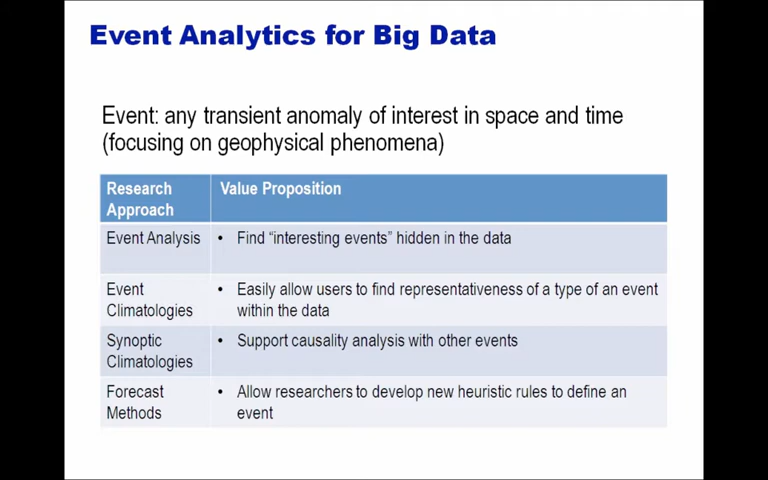 Event Analytics for Big Data
Event: any transient anomaly of interest in space and time
(focusing on geophysical phenomena)
Research
Approach
Value Proposition
Event Analysis
• Find “interesting events” hidden in the data
Event
Climatologies
• Easily allow users to find representativeness of a type of an event
within the data
Synoptic
Climatologies
• Support causality analysis with other events
Forecast
Methods
• Allow researchers to develop new heuristic rules to define an
event